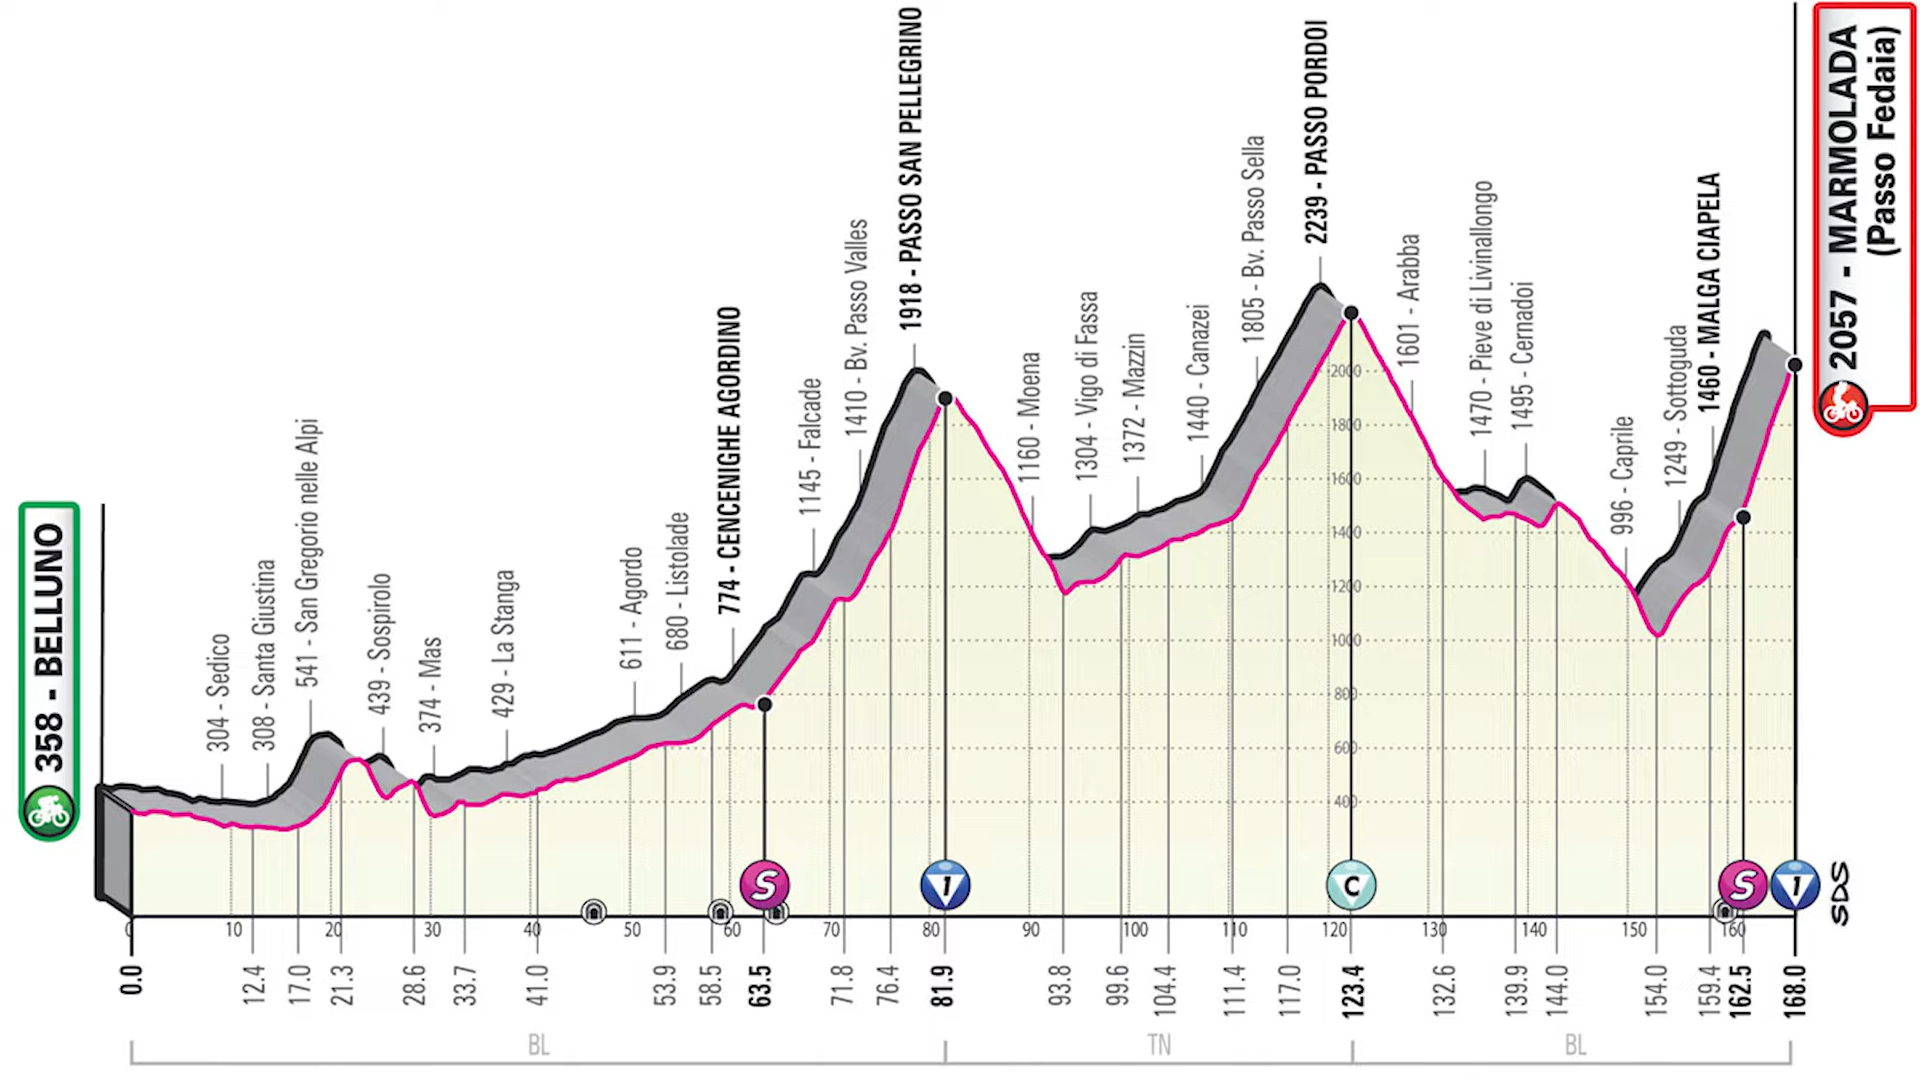 358 - BELLUNO
304 - Sedico
308 - Santa Giustina
541 - San Gregorio nelle Alpi
439 - Sospirolo
374 - Mas
429 - La Stanga
611 - Agordo
680 - Listolade
774 - CENCENIGHE AGORDINO
1145 - Falcade
1410 - Bv. Passo Valles
1918 - PASSO SAN PELLEGRINO
1160 - Moena
1304 - Vigo di Fassa
1372 - Mazzin
1440 - Canazei
1805 - Bv. Passo Sella
2239 - PASSO PORDOI
1601 - Arabba
1470 - Pieve di Livinallongo
1495 - Cernadoi
996 - Caprile
1249 - Sottoguda
1460 - MALGA CIAPELA
2057 - MARMOLADA
(Passo Fedaia)
2000
1800
1600
1400
1200
1000
800
600
400
S
1
C
S
1
SDS
0
10
20
30
40
50
60
70
80
90
100
110
120
130
140
150
160
0.0
12.4
17.0
21.3
28.6
33.7
41.0
53.9
58.5
63.5
71.8
76.4
81.9
93.8
99.6
104.4
111.4
117.0
123.4
132.6
139.9
144.0
154.0
159.4
162.5
168.0
BL
TN
BL